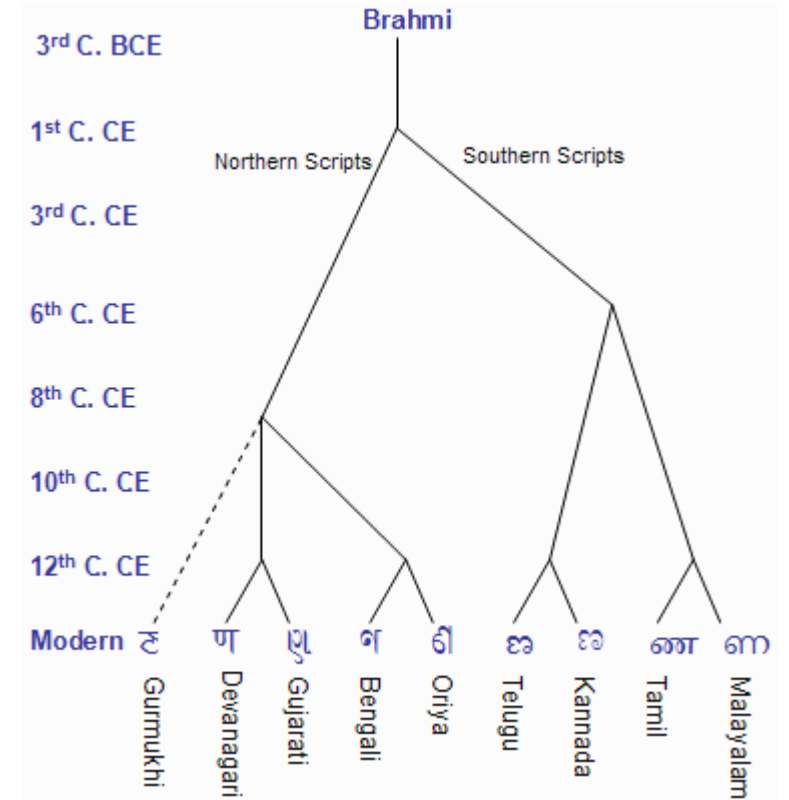 Brahmi
3rd C. BCE
1st C. CE
Northern Scripts
Southern Scripts
3rd C. CE
6th C. CE
8th C. CE
10th C. CE
12th C. CE
Modern ਣ ण ણ ণ ଣ ణ ಣ ண ണ
Gurmukhi
Devanagari
Gujarati
Bengali
Oriya
Telugu
Kannada
Tamil
Malayalam